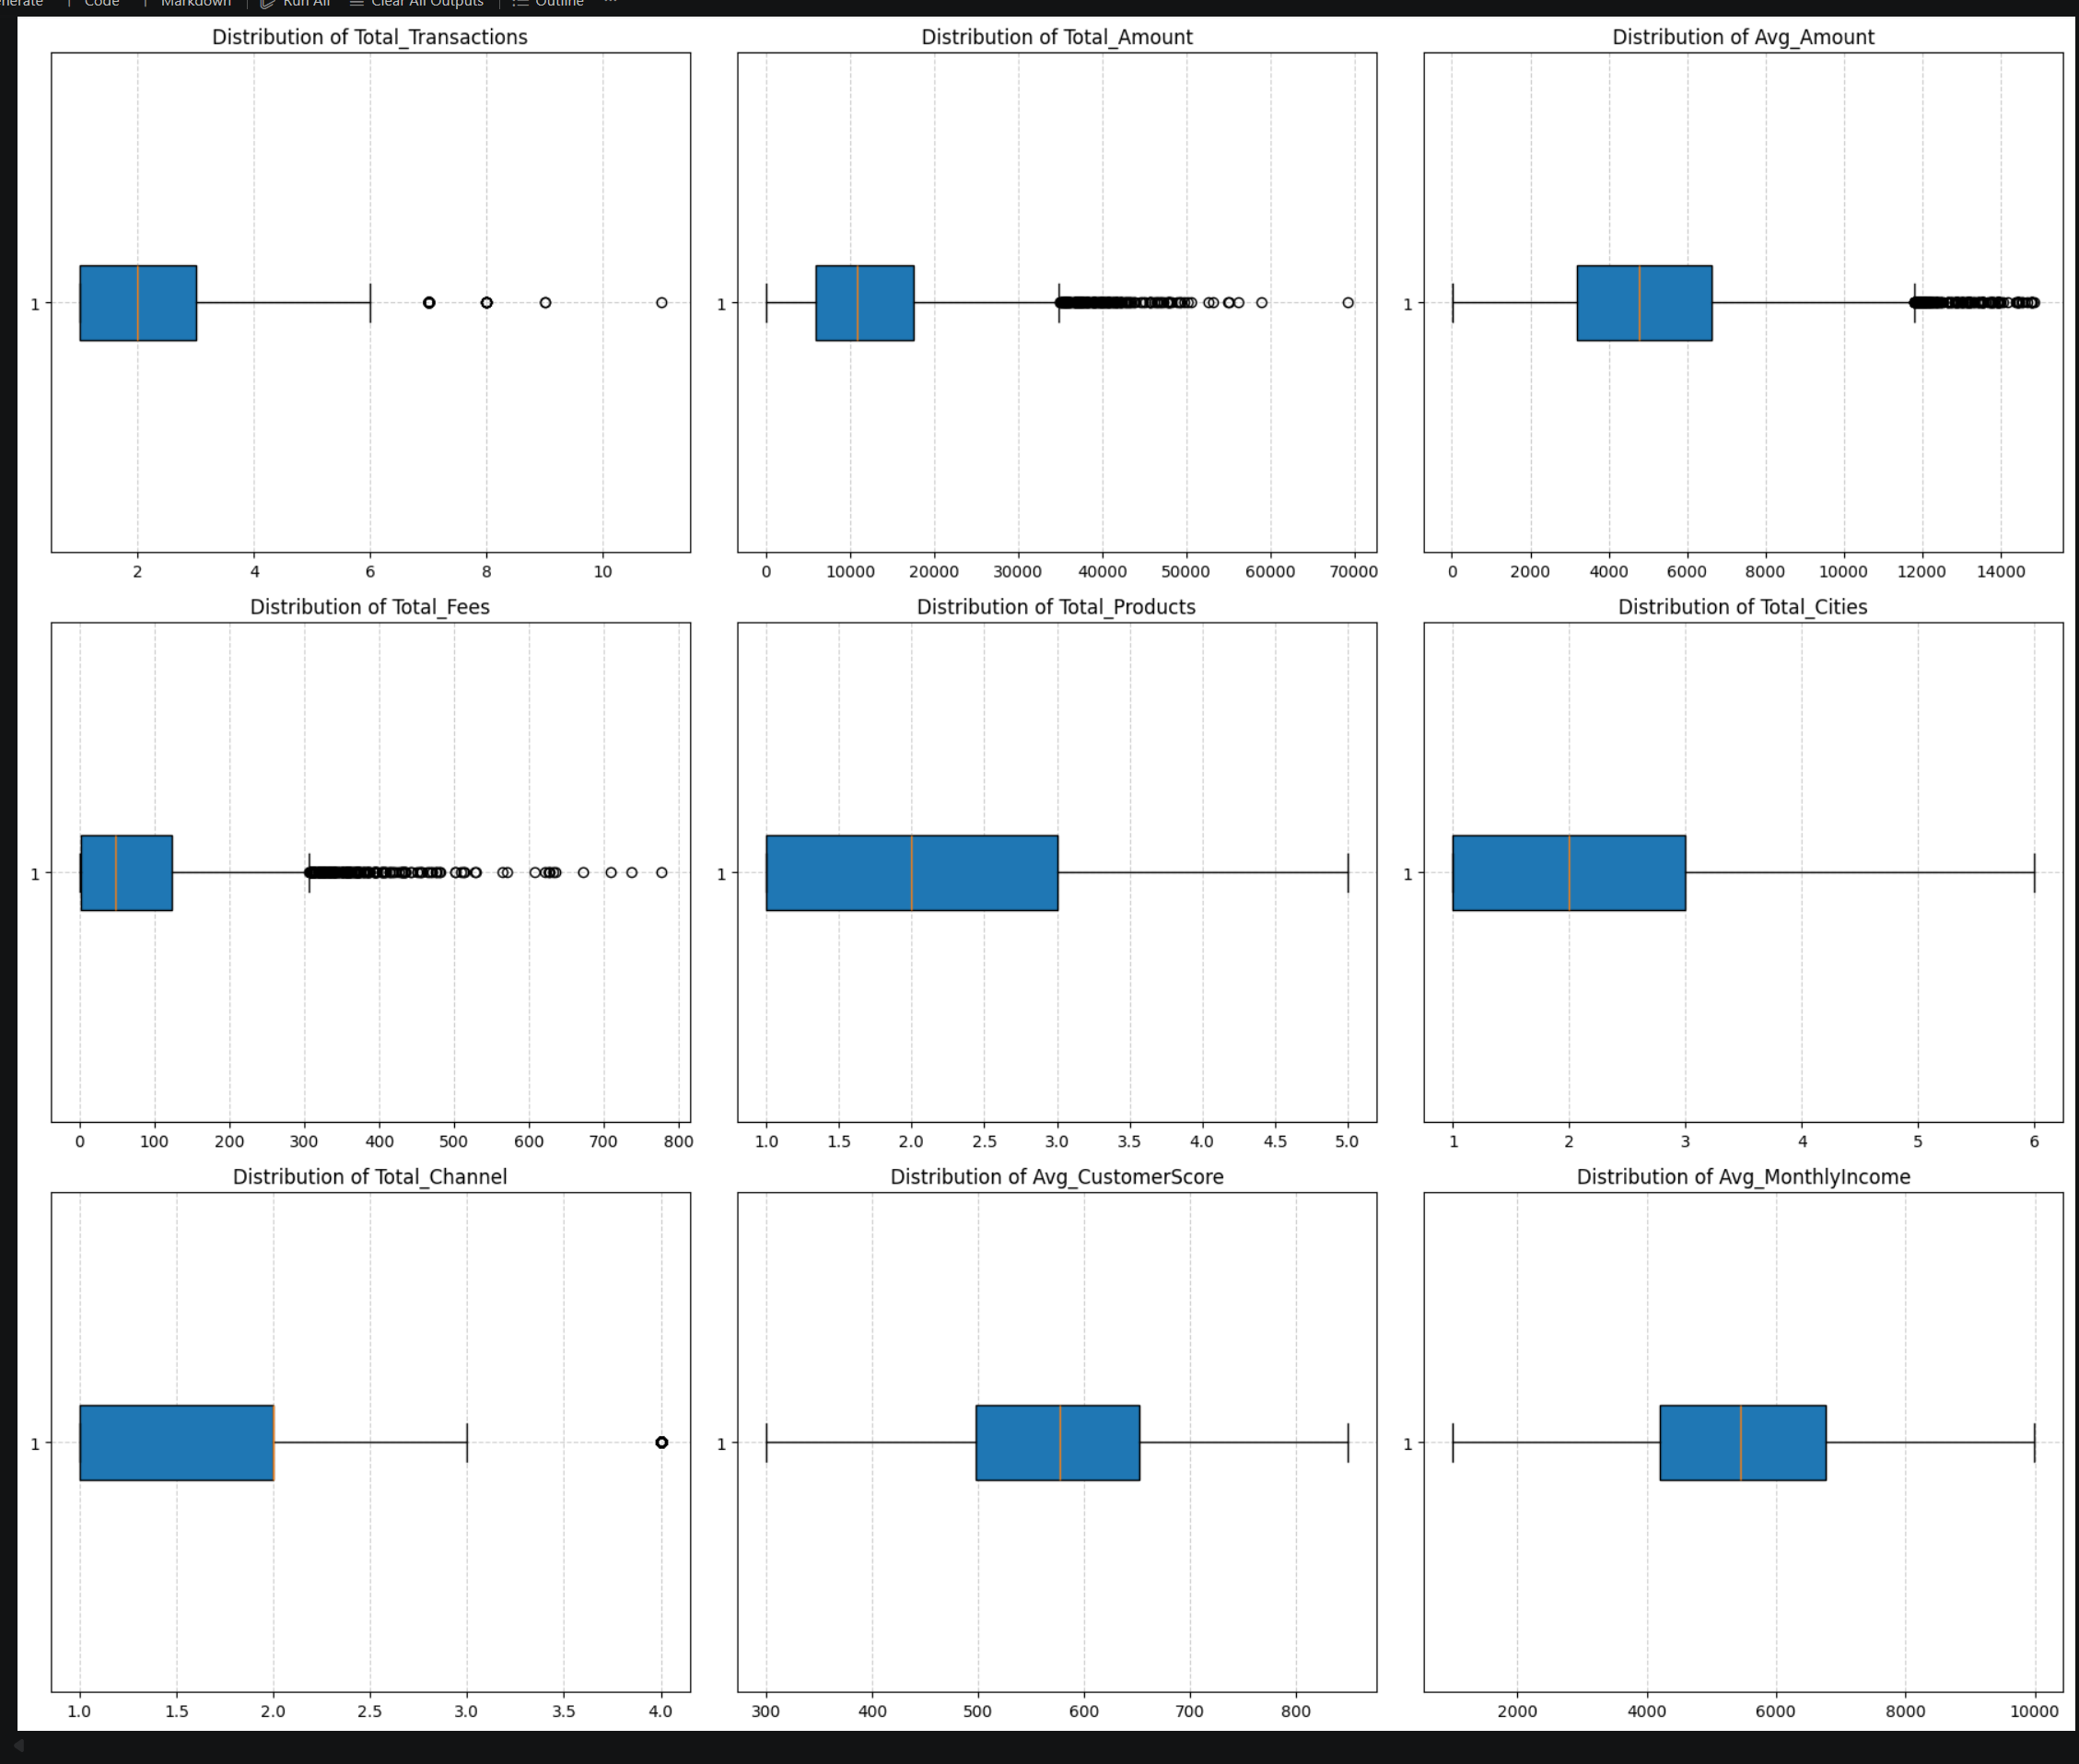 Code Markdown Run All Clear All Outputs Outline ...
Distribution of Total_Transactions
1
2 4 6 8 10
Distribution of Total_Amount
1
0 10000 20000 30000 40000 50000 60000 70000
Distribution of Avg_Amount
1
0 2000 4000 6000 8000 10000 12000 14000
Distribution of Total_Fees
1
0 100 200 300 400 500 600 700 800
Distribution of Total_Products
1
1.0 1.5 2.0 2.5 3.0 3.5 4.0 4.5 5.0
Distribution of Total_Cities
1
1 2 3 4 5 6
Distribution of Total_Channel
1
1.0 1.5 2.0 2.5 3.0 3.5 4.0
Distribution of Avg_CustomerScore
1
300 400 500 600 700 800
Distribution of Avg_MonthlyIncome
1
2000 4000 6000 8000 10000